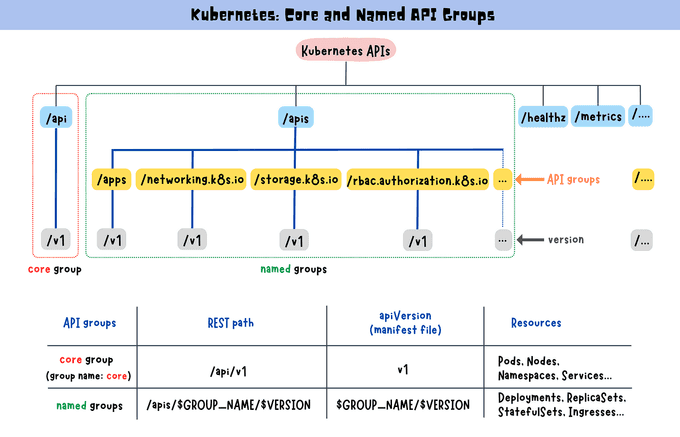 Kubernetes: Core and Named API Groups
Kubernetes APIs
/api
/apis
/healthz
/metrics
/....
/apps
/networking.k8s.io
/storage.k8s.io
/rbac.authorization.k8s.io
...
API groups
/....
/v1
/v1
/v1
/v1
/v1
...
version
/...
core group
named groups
API groups
REST path
apiVersion
(manifest file)
Resources
core group
(group name: core)
/api/v1
v1
Pods, Nodes,
Namespaces, Services...
named groups
/apis/$GROUP_NAME/$VERSION
$GROUP_NAME/$VERSION
Deployments, ReplicaSets,
StatefulSets, Ingresses...